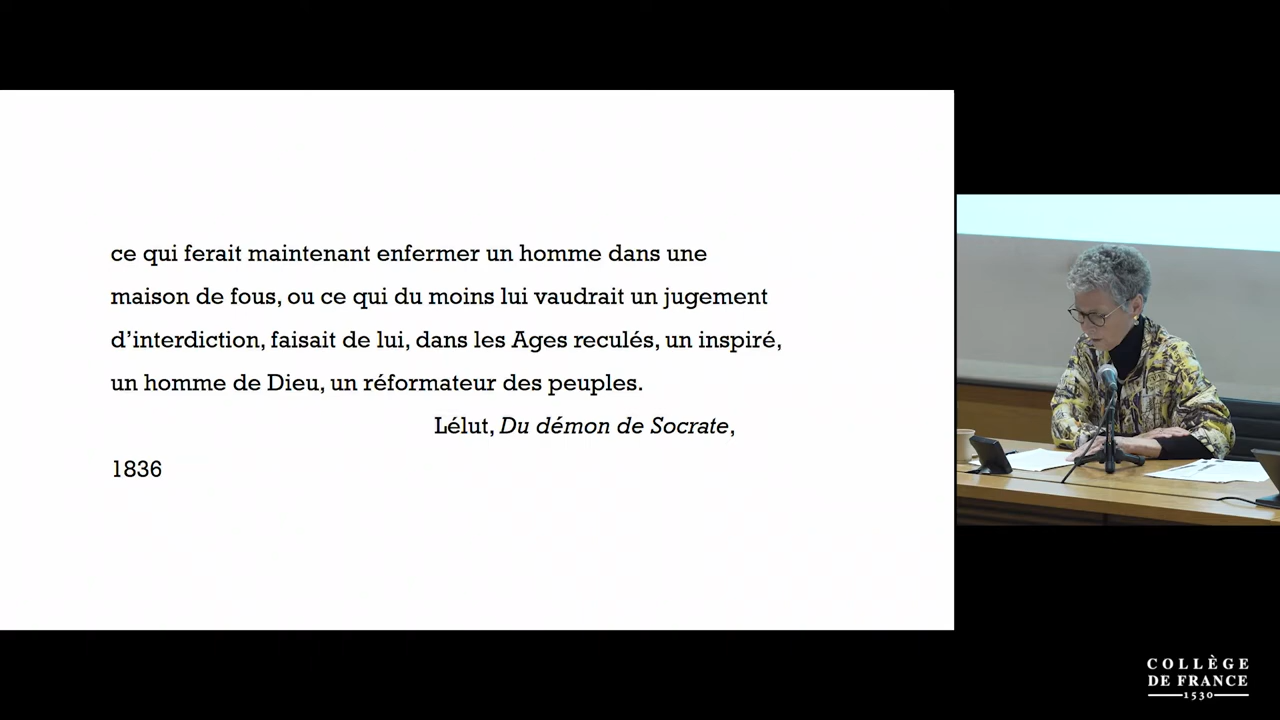 ce qui ferait maintenant enfermer un homme dans une
maison de fous, ou ce qui du moins lui vaudrait un jugement
d’interdiction, faisait de lui, dans les Ages reculés, un inspiré,
un homme de Dieu, un réformateur des peuples.
Lélut, Du démon de Socrate,
1836
COLLÈGE
DE FRANCE
1530